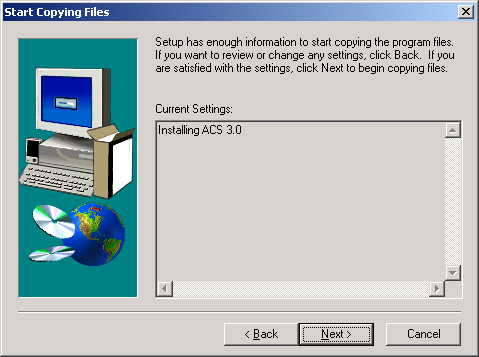 Start Copying Files
Setup has enough information to start copying the program files.
If you want to review or change any settings, click Back.  If you
are satisfied with the settings, click Next to begin copying files.
Current Settings:
Installing ACS 3.0
< Back
Next >
Cancel